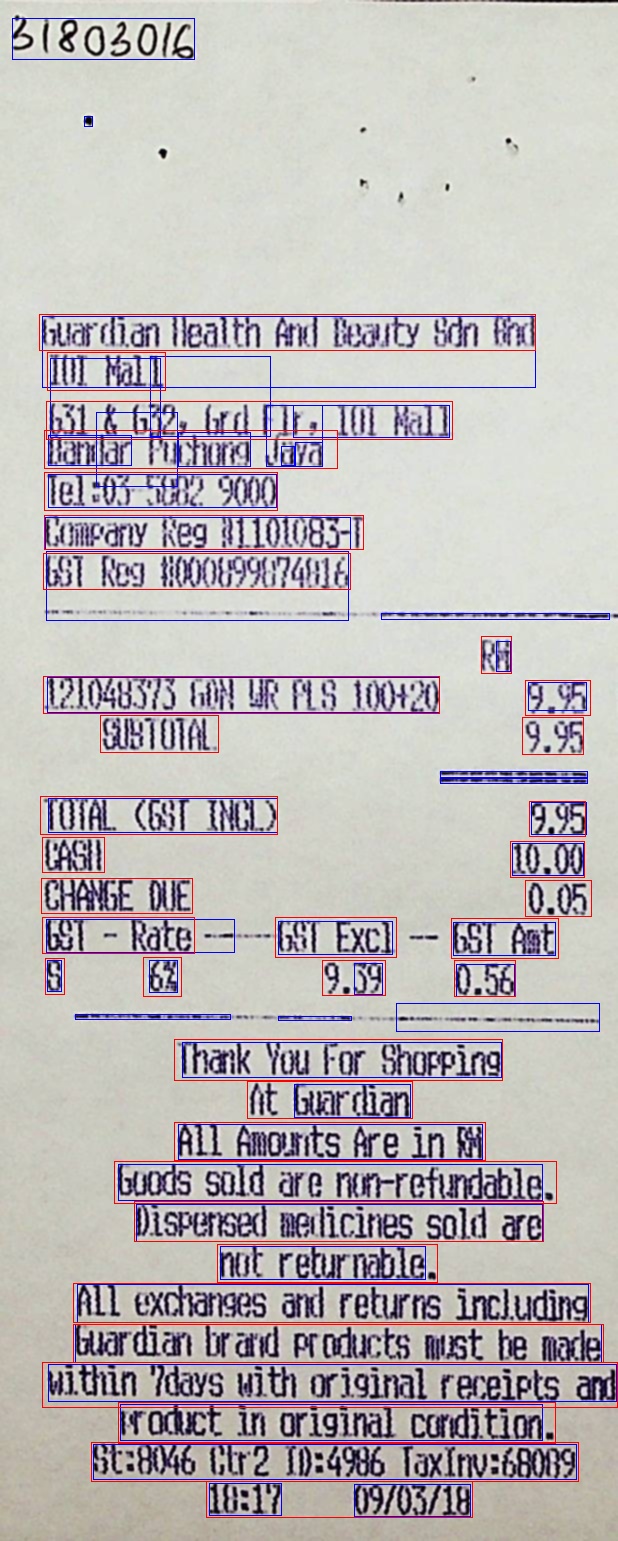 31803016
Guardian Health And Beauty Sdn Bhd
IOI Mall
G31 & G32, Grd Flr, IOI Mall
Bandar Puchong Jaya
Tel:03-5882 9000
Company Reg #1101083-T
GST Reg #000899874816
RM
121048373 GON WR PLS 100+20 9.95
SUBTOTAL 9.95
TOTAL (GST INCL) 9.95
CASH 10.00
CHANGE DUE 0.05
GST - Rate ------ GST Excl -- GST Amt
S 6% 9.39 0.56
Thank You For Shopping
At Guardian
All Amounts Are in RM
Goods sold are non-refundable.
Dispensed medicines sold are
not returnable.
All exchanges and returns including
Guardian brand products must be made
within 7days with original receipts and
product in original condition.
St:8046 Ctr2 ID:4986 TaxInv:68089
18:17 09/03/18